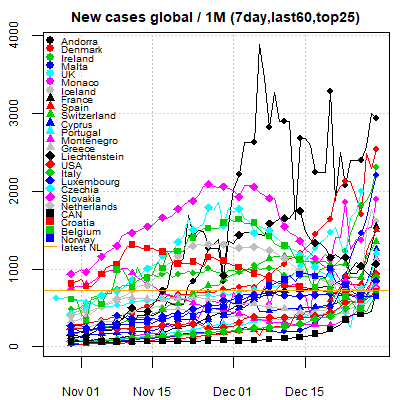 New cases global / 1M (7day,last60,top25)
4000
3000
2000
1000
0
Andorra
Denmark
Ireland
Malta
UK
Monaco
Iceland
France
Spain
Switzerland
Cyprus
Portugal
Montenegro
Greece
Liechtenstein
USA
Italy
Luxembourg
Czechia
Slovakia
Netherlands
CAN
Croatia
Belgium
Norway
latest NL
Nov 01
Nov 15
Dec 01
Dec 15